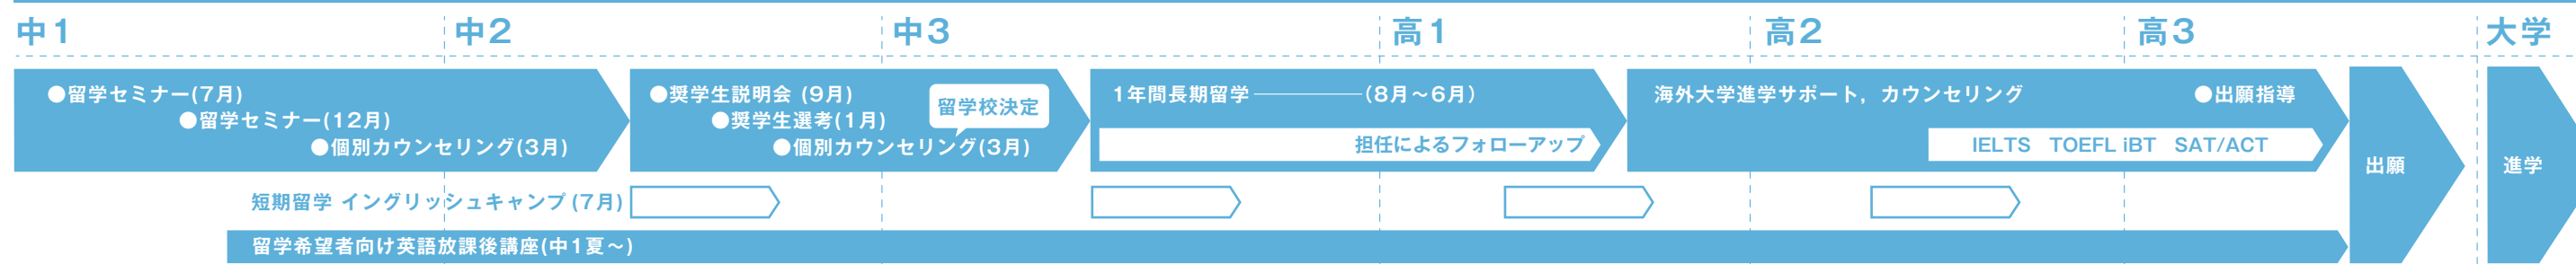 中1 中2 中3 高1 高2 高3 大学
●留学セミナー(7月)
●留学セミナー(12月)
●個別カウンセリング(3月)
●奨学生説明会 (9月)
●奨学生選考(1月)
●個別カウンセリング(3月)
留学校決定
1年間長期留学————(8月〜6月)
担任によるフォローアップ
海外大学進学サポート，カウンセリング
●出願指導
IELTS TOEFL iBT SAT/ACT
出願
進学
短期留学 イングリッシュキャンプ (7月)
留学希望者向け英語放課後講座(中1夏〜)